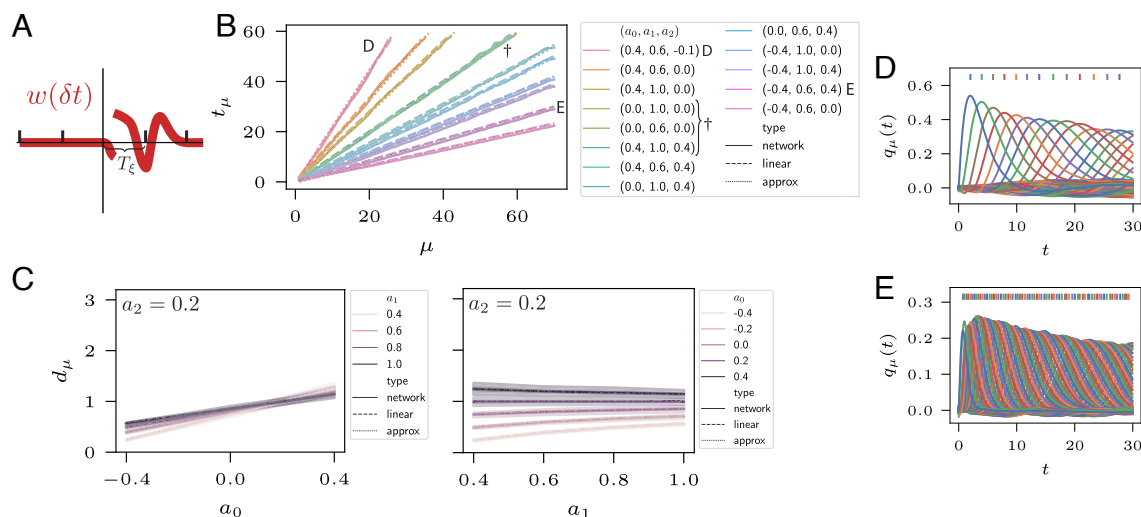 A
w(δt)
T_ξ
B
t_μ
60
40
20
0
D
†
E
0
20
40
60
μ
(a_0, a_1, a_2)
(0.4, 0.6, -0.1) D
(0.4, 0.6, 0.0)
(0.4, 1.0, 0.0)
(0.0, 1.0, 0.0)
(0.0, 0.6, 0.0)
(0.4, 1.0, 0.4)
†
(0.4, 0.6, 0.4)
(0.0, 1.0, 0.4)
(0.0, 0.6, 0.4)
(-0.4, 1.0, 0.0)
(-0.4, 1.0, 0.4)
(-0.4, 0.6, 0.4) E
(-0.4, 0.6, 0.0)
type
network
linear
approx
C
d_μ
a_2 = 0.2
3
2
1
0
−0.4
0.0
0.4
a_0
a_1
0.4
0.6
0.8
1.0
type
network
linear
approx
a_2 = 0.2
0.4
0.6
0.8
1.0
a_1
a_0
-0.4
-0.2
0.0
0.2
0.4
type
network
linear
approx
D
q_μ(t)
0.6
0.4
0.2
0.0
0
10
20
30
t
E
q_μ(t)
0.3
0.2
0.1
0.0
0
10
20
30
t